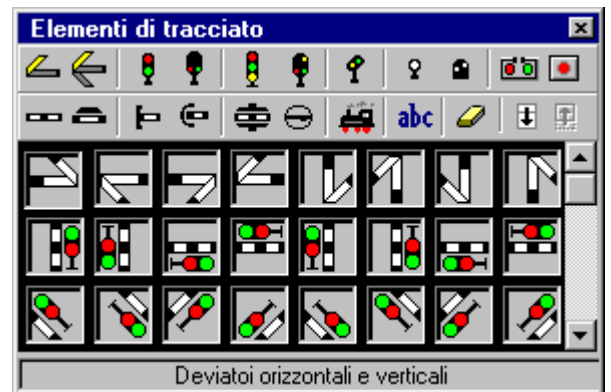 Elementi di tracciato
abc
Deviatoi orizzontali e verticali